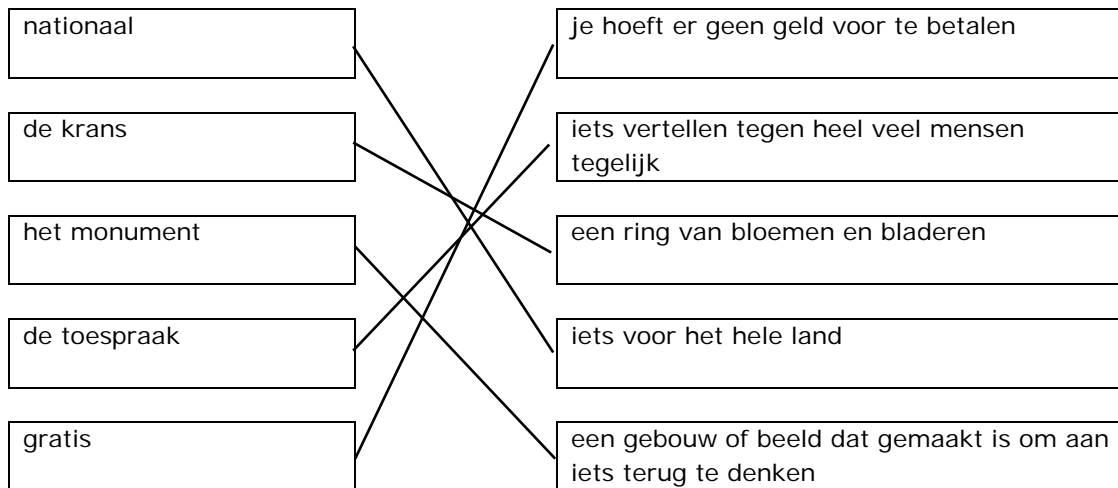 nationaal
je hoeft er geen geld voor te betalen
de krans
iets vertellen tegen heel veel mensen
tegelijk
het monument
een ring van bloemen en bladeren
de toespraak
iets voor het hele land
gratis
een gebouw of beeld dat gemaakt is om aan
iets terug te denken